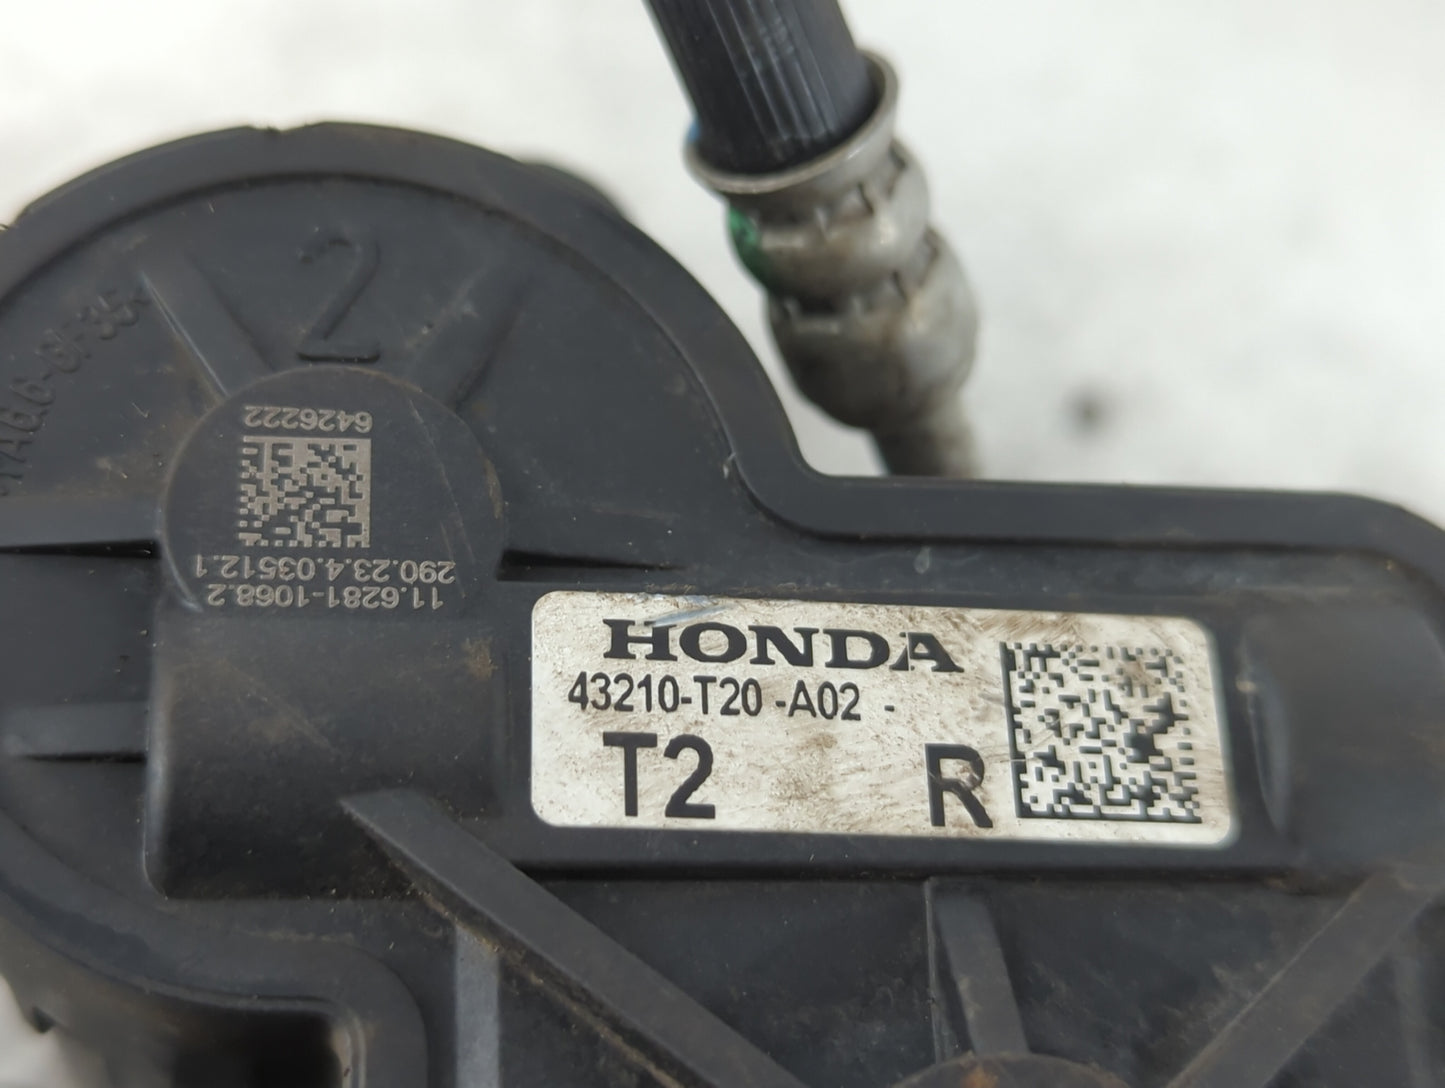 2
6426222
290.23.4.03512.1
11.6281-1068.2
HONDA
43210-T20 -A02 -
T2 R